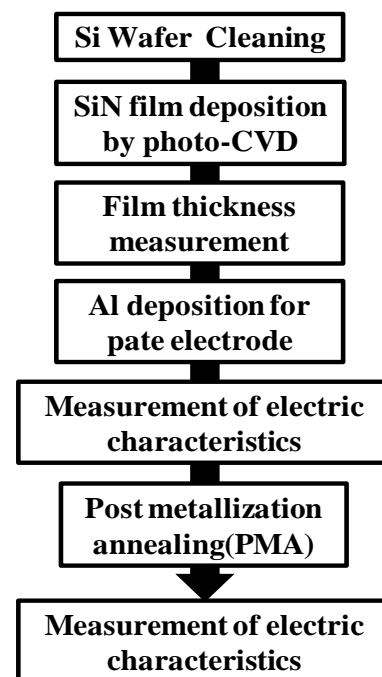 Si Wafer Cleaning
SiN film deposition
by photo-CVD
Film thickness
measurement
Al deposition for
pate electrode
Measurement of electric
characteristics
Post metallization
annealing(PMA)
Measurement of electric
characteristics